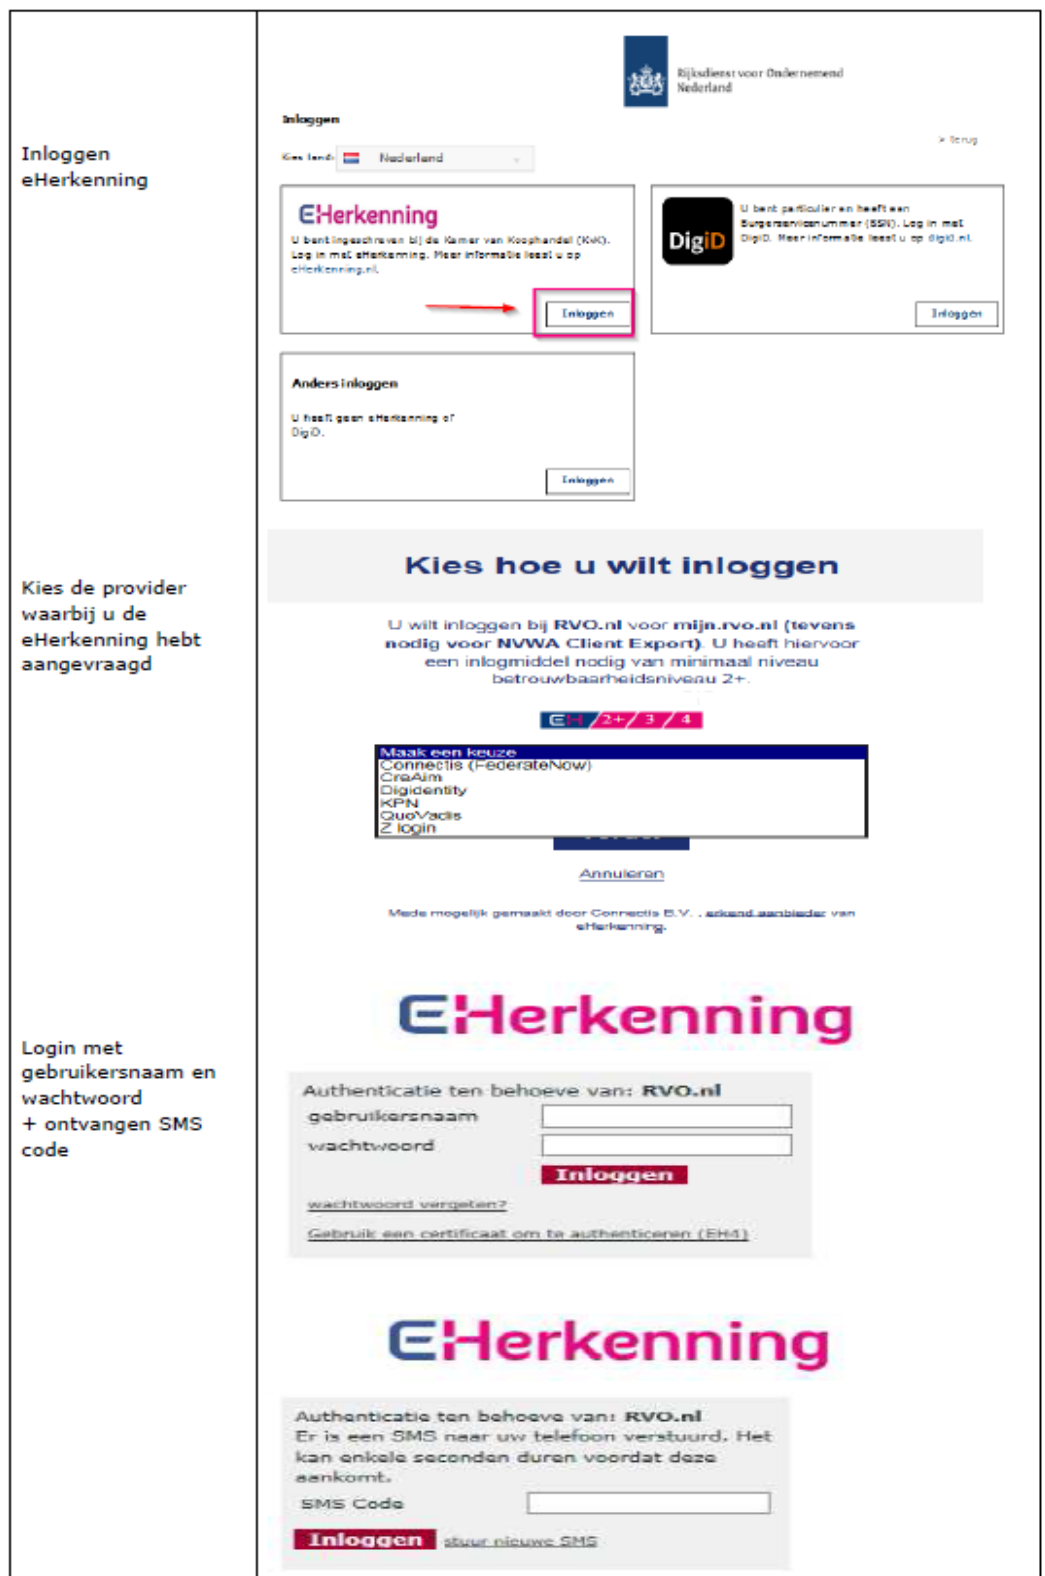 Rijksdienst voor Ondernemend
Nederland
Inloggen
> terug
Kies land: Nederland
Inloggen
eHerkenning
EHerkenning
U bent ingeschreven bij de Kamer van Koophandel (KvK).
Log in met eHerkenning. Meer informatie leest u op
eHerkenning.nl.
Inloggen
DigiD
U bent particulier en heeft een
Burgerservicenummer (BSN). Log in met
DigiD. Meer informatie leest u op digid.nl.
Inloggen
Anders inloggen
U heeft geen eHerkenning of
DigiD.
Inloggen
Kies de provider
waarbij u de
eHerkenning hebt
aangevraagd
Kies hoe u wilt inloggen
U wilt inloggen bij RVO.nl voor mijn.rvo.nl (tevens
nodig voor NVWA Client Export). U heeft hiervoor
een inlogmiddel nodig van minimaal niveau
betrouwbaarheidsniveau 2+.
EH 2+ 3 4
Maak een keuze
Connectis (FederateNow)
CreAim
Digidentity
KPN
QuoVadis
Z login
Annuleren
Mede mogelijk gemaakt door Connectis B.V. , erkend aanbieder van
eHerkenning.
Login met
gebruikersnaam en
wachtwoord
+ ontvangen SMS
code
EHerkenning
Authenticatie ten behoeve van: RVO.nl
gebruikersnaam
wachtwoord
Inloggen
wachtwoord vergeten?
Gebruik een certificaat om te authenticeren (EH4)
EHerkenning
Authenticatie ten behoeve van: RVO.nl
Er is een SMS naar uw telefoon verstuurd. Het
kan enkele seconden duren voordat deze
aankomt.
SMS Code
Inloggen stuur nieuwe SMS